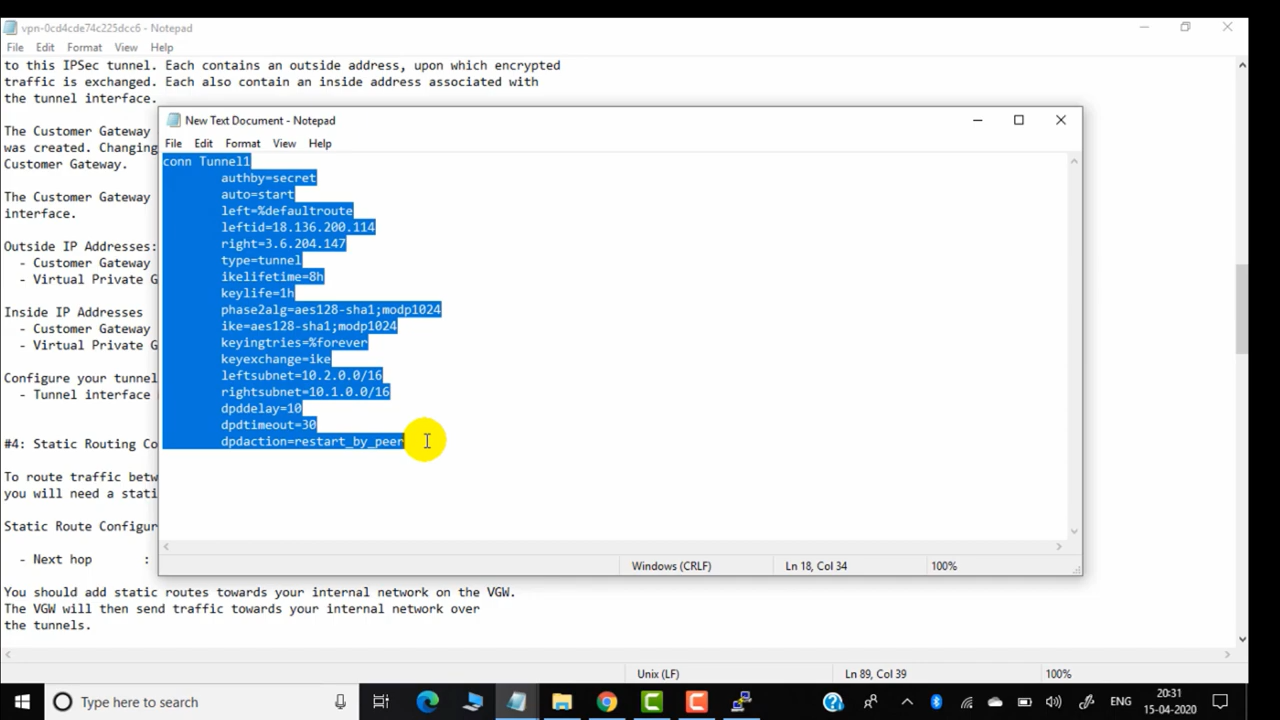 vpn-0cd4cde74c225dcc6 - Notepad
File Edit Format View Help
to this IPSec tunnel. Each contains an outside address, upon which encrypted
traffic is exchanged. Each also contain an inside address associated with
the tunnel interface.
The Customer Gateway
was created. Changing
Customer Gateway.
The Customer Gateway
interface.
Outside IP Addresses:
- Customer Gateway
- Virtual Private G
Inside IP Addresses
- Customer Gateway
- Virtual Private G
Configure your tunnel
- Tunnel interface
#4: Static Routing Co
To route traffic betw
you will need a stati
Static Route Configur
- Next hop :
You should add static routes towards your internal network on the VGW.
The VGW will then send traffic towards your internal network over
the tunnels.
Unix (LF) Ln 89, Col 39 100%
New Text Document - Notepad
File Edit Format View Help
conn Tunnel1
authby=secret
auto=start
left=%defaultroute
leftid=18.136.200.114
right=3.6.204.147
type=tunnel
ikelifetime=8h
keylife=1h
phase2alg=aes128-sha1;modp1024
ike=aes128-sha1;modp1024
keyingtries=%forever
keyexchange=ike
leftsubnet=10.2.0.0/16
rightsubnet=10.1.0.0/16
dpddelay=10
dpdtimeout=30
dpdaction=restart_by_peer
Windows (CRLF) Ln 18, Col 34 100%
Type here to search
ENG
20:31
15-04-2020